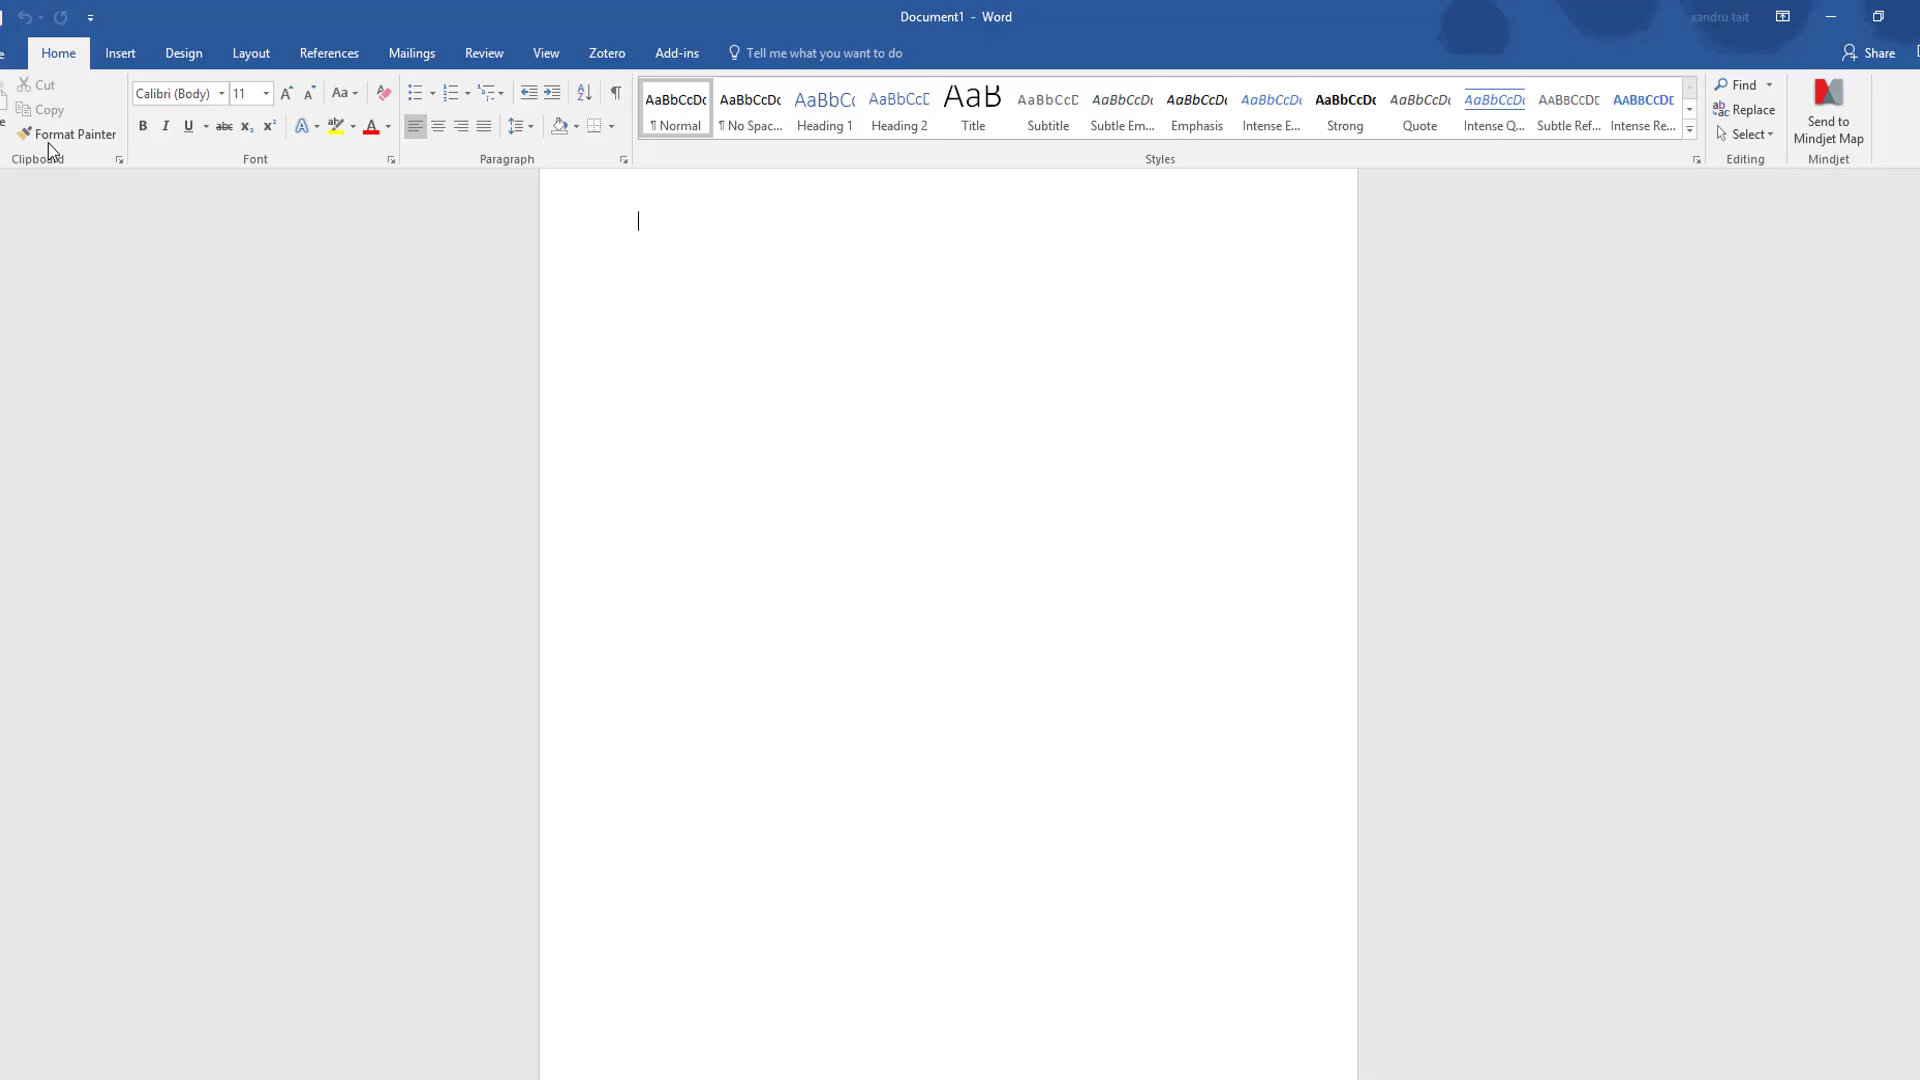 Document1 - Word
xandru tait
Home Insert Design Layout References Mailings Review View Zotero Add-ins Tell me what you want to do Share
Cut
Copy
Format Painter
Clipboard
Calibri (Body) 11
Aa
B I U abc X₂ X²
A A
Font
Paragraph
AaBbCcDc AaBbCcDc AaBbC( AaBbCcE AaB AaBbCcD AaBbCcDc AaBbCcDc AaBbCcDc AaBbCcDc AaBbCcDc AaBbCcDc AABBCCDE AABBCCDE
¶ Normal ¶ No Spac... Heading 1 Heading 2 Title Subtitle Subtle Em... Emphasis Intense E... Strong Quote Intense Q... Subtle Ref... Intense Re...
Styles
Find
Replace
Select
Editing
Send to
Mindjet Map
Mindjet